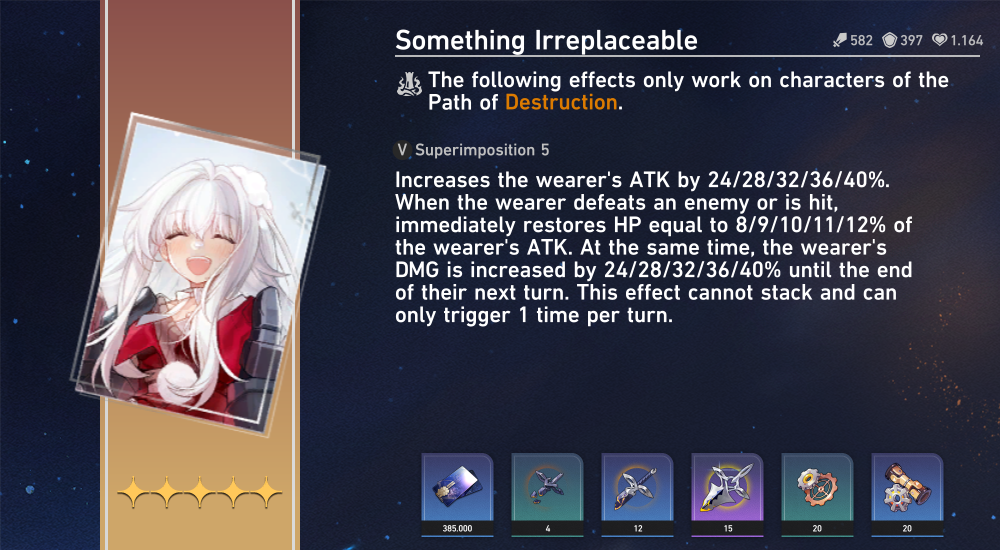 Something Irreplaceable
582 397 1.164
The following effects only work on characters of the
Path of Destruction.
V Superimposition 5
Increases the wearer's ATK by 24/28/32/36/40%.
When the wearer defeats an enemy or is hit,
immediately restores HP equal to 8/9/10/11/12% of
the wearer's ATK. At the same time, the wearer's
DMG is increased by 24/28/32/36/40% until the end
of their next turn. This effect cannot stack and can
only trigger 1 time per turn.
385.000 4 12 15 20 20